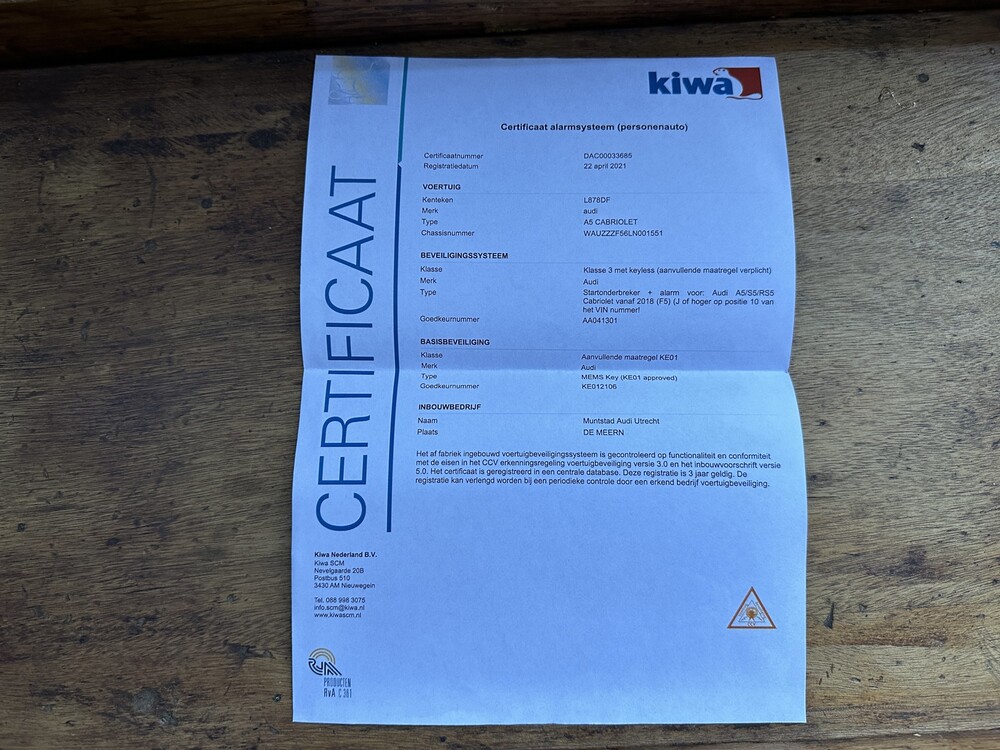 kiwa
CERTIFICAAT
Certificaat alarmsysteem (personenauto)
Certificaatnummer DAC00033685
Registratiedatum 22 april 2021
VOERTUIG
Kenteken L878DF
Merk audi
Type A5 CABRIOLET
Chassisnummer WAUZZZF56LN001551
BEVEILIGINGSSYSTEEM
Klasse Klasse 3 met keyless (aanvullende maatregel verplicht)
Merk Audi
Type Startonderbreker + alarm voor: Audi A5/S5/RS5
Cabriolet vanaf 2018 (F5) (J of hoger op positie 10 van
het VIN nummer!
Goedkeurnummer AA041301
BASISBEVEILIGING
Klasse Aanvullende maatregel KE01
Merk Audi
Type MEMS Key (KE01 approved)
Goedkeurnummer KE012106
INBOUWBEDRIJF
Naam Muntstad Audi Utrecht
Plaats DE MEERN
Het af fabriek ingebouwd voertuigbeveiligingssysteem is gecontroleerd op functionaliteit en conformiteit
met de eisen in het CCV erkenningsregeling voertuigbeveiliging versie 3.0 en het inbouwvoorschrift versie
5.0. Het certificaat is geregistreerd in een centrale database. Deze registratie is 3 jaar geldig. De
registratie kan verlengd worden bij een periodieke controle door een erkend bedrijf voertuigbeveiliging.
Kiwa Nederland B.V.
Kiwa SCM
Nevelgaarde 20B
Postbus 510
3430 AM Nieuwegein
Tel. 088 998 3075
info.scm@kiwa.nl
www.kiwascm.nl
RVA
PRODUCTEN
RvA C 381